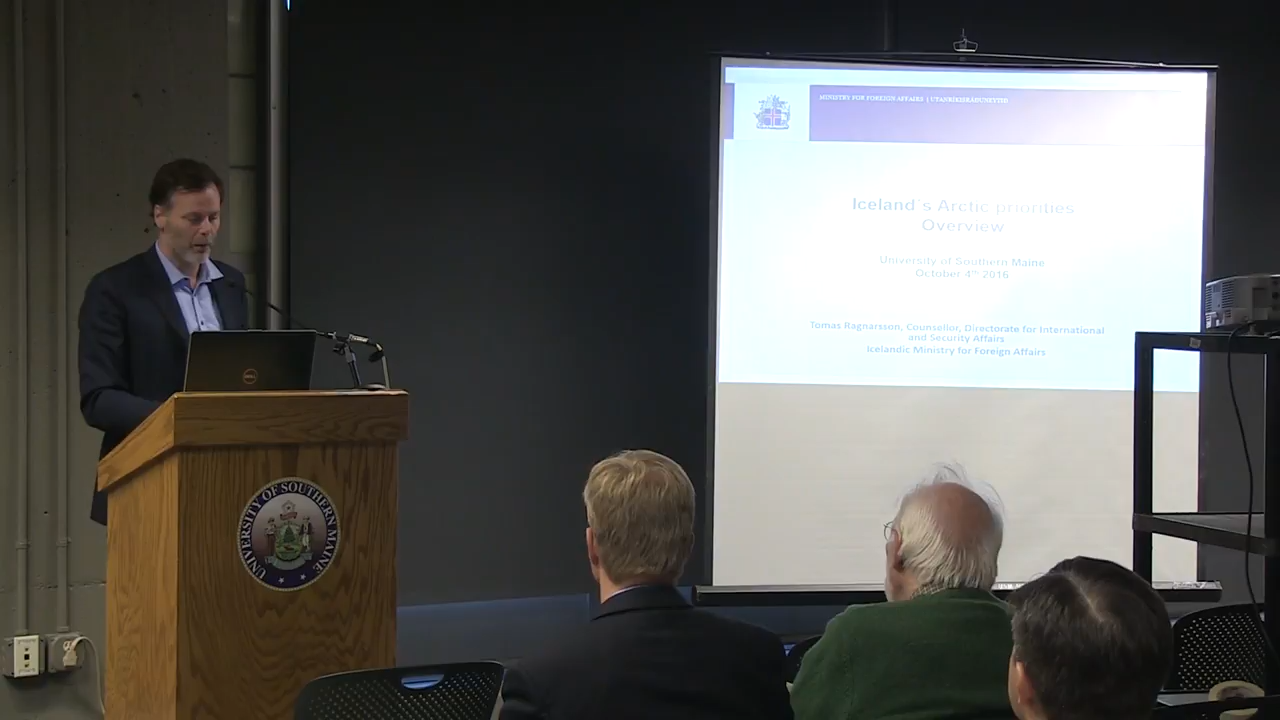 MINISTRY FOR FOREIGN AFFAIRS | UTANRÍKISRÁÐUNEYTIÐ
Iceland´s Arctic priorities
Overview
University of Southern Maine
October 4th 2016
Tomas Ragnarsson, Counsellor, Directorate for International
and Security Affairs
Icelandic Ministry for Foreign Affairs
DELL
UNIVERSITY OF SOUTHERN MAINE